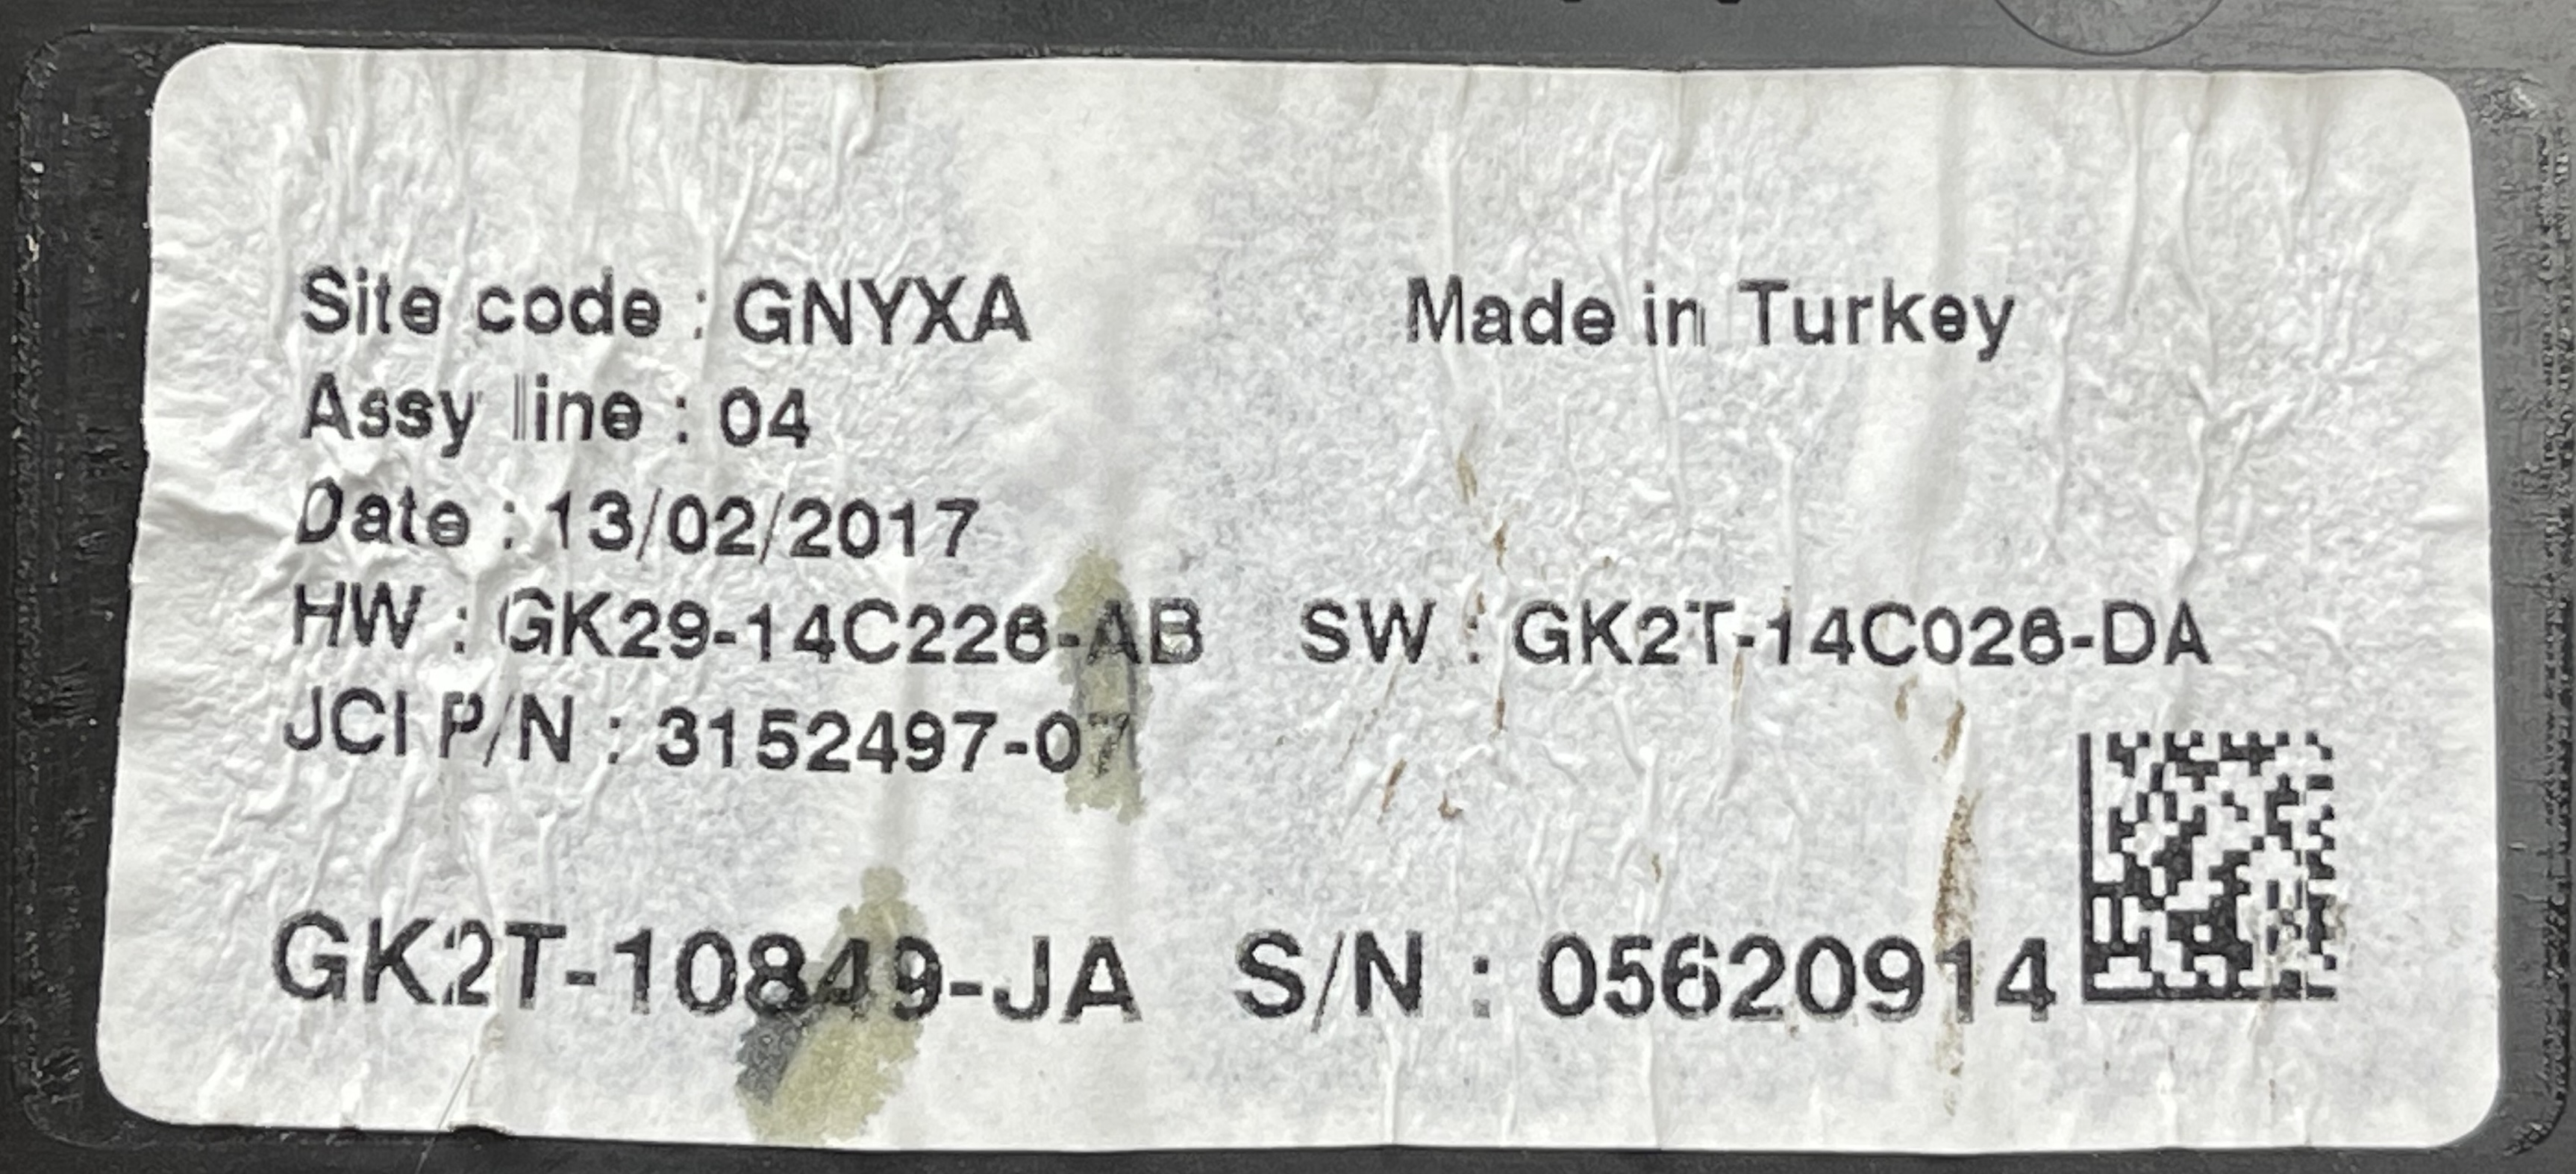 Site code : GNYXA Made in Turkey
Assy line : 04
Date : 13/02/2017
HW : GK29-14C226-AB SW : GK2T-14C026-DA
JCI P/N : 3152497-07
GK2T-10849-JA S/N : 05620914